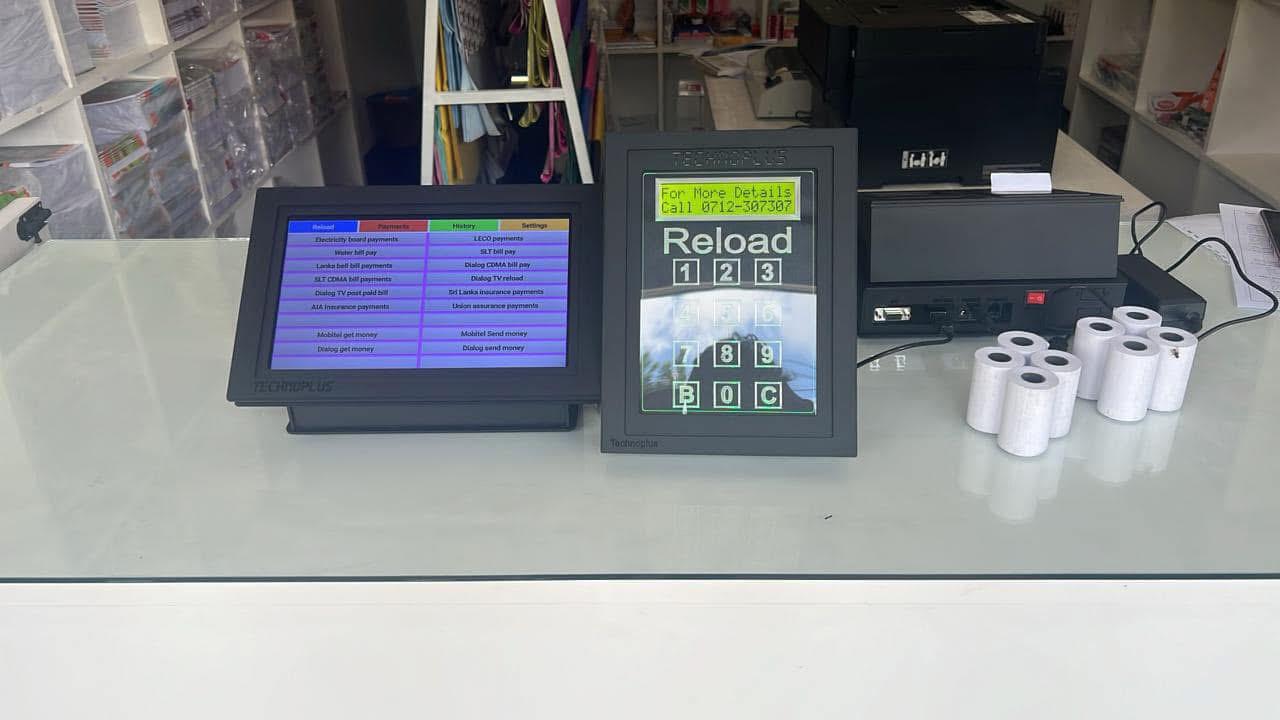 Reload Payments History Settings
Electricity board payments LECO payments
Water bill pay SLT bill pay
Lanka bell bill payments Dialog CDMA bill pay
SLT CDMA bill payments Dialog TV reload
Dialog TV post paid bill Sri Lanka insurance payments
AIA insurance payments Union assurance payments
Mobitel get money Mobitel Send money
Dialog get money Dialog send money
TECHNOPLUS
TECHNOPLUS
For More Details
Call 0712-307307
Reload
1 2 3
4 5 6
7 8 9
B 0 C
Technoplus